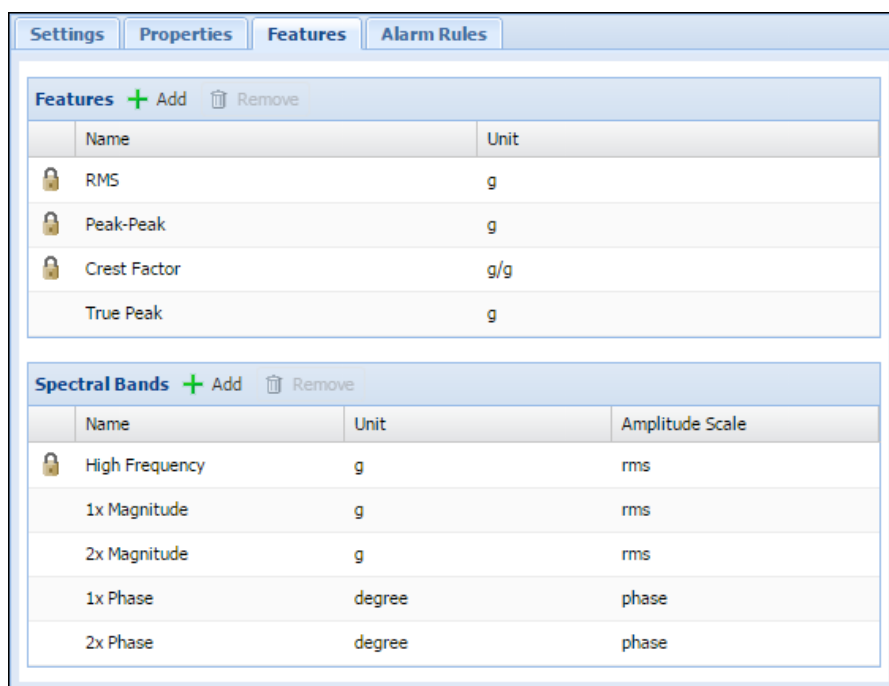 Settings Properties Features Alarm Rules
Features Add Remove
Name Unit
RMS g
Peak-Peak g
Crest Factor g/g
True Peak g
Spectral Bands Add Remove
Name Unit Amplitude Scale
High Frequency g rms
1x Magnitude g rms
2x Magnitude g rms
1x Phase degree phase
2x Phase degree phase